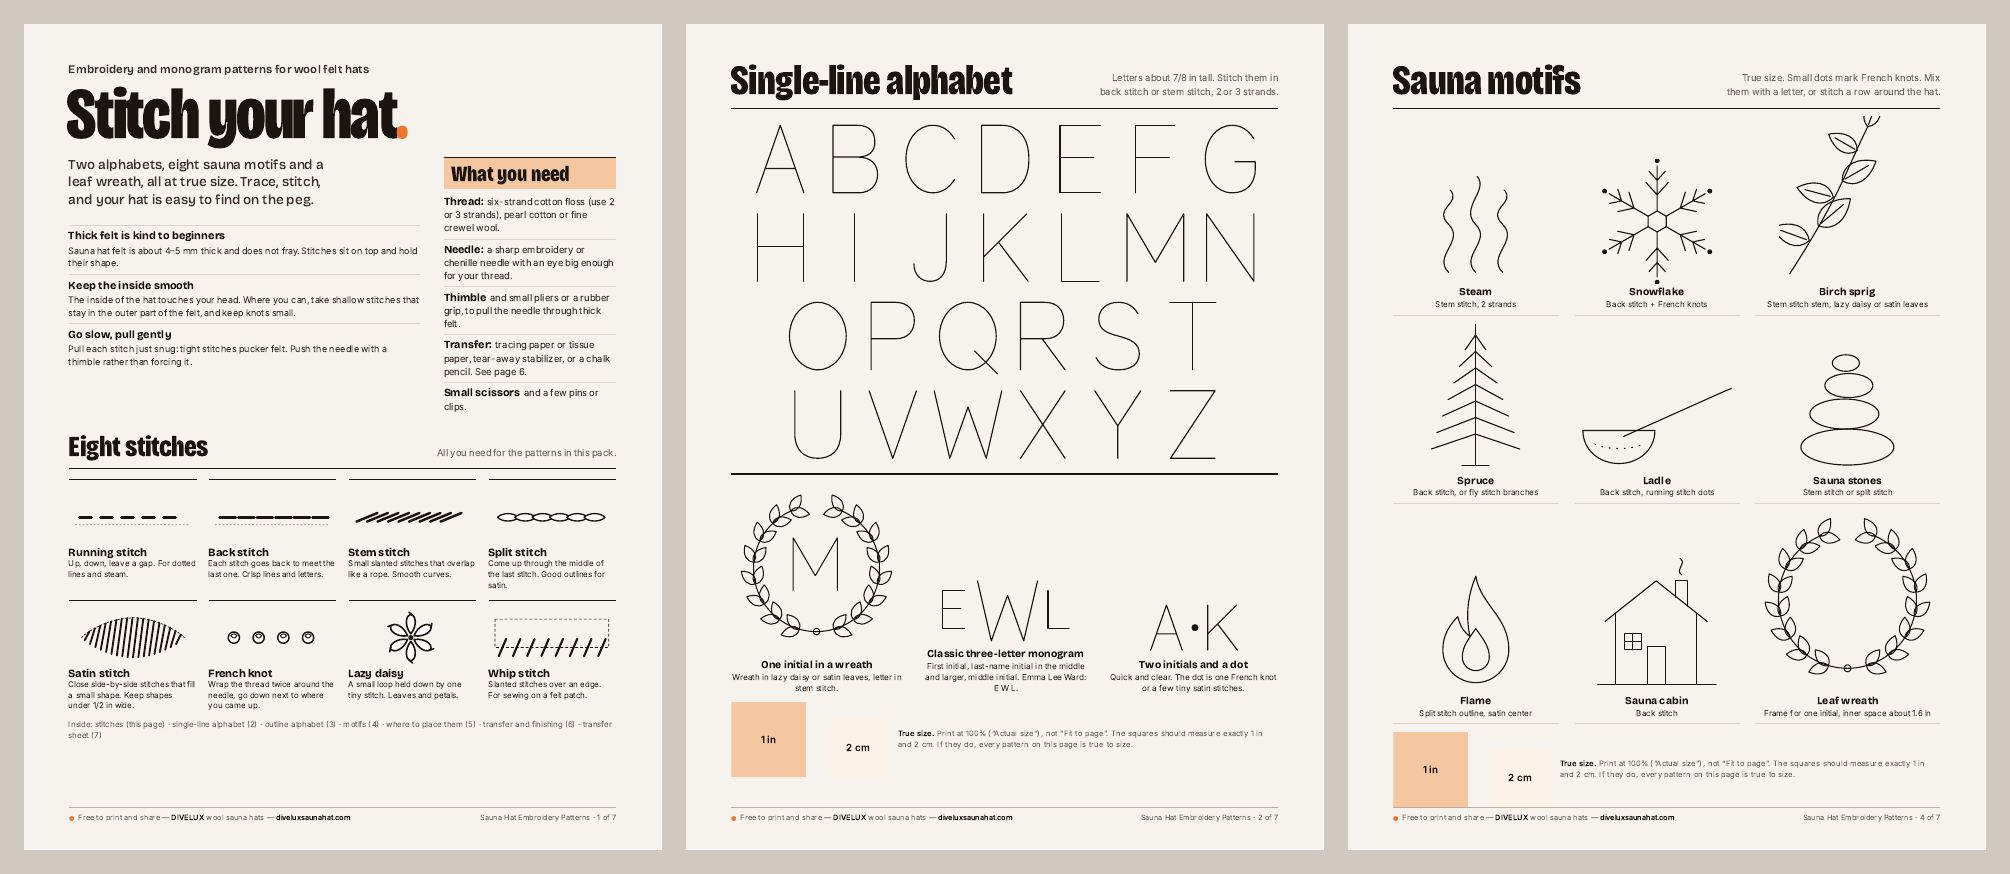 Embroidery and monogram patterns for wool felt hats
Stitch your hat.
Two alphabets, eight sauna motifs and a
leaf wreath, all at true size. Trace, stitch,
and your hat is easy to find on the peg.
Thick felt is kind to beginners
Sauna hat felt is about 4–5 mm thick and does not fray. Stitches sit on top and hold
their shape.
Keep the inside smooth
The inside of the hat touches your head. Where you can, take shallow stitches that
stay in the outer part of the felt, and keep knots small.
Go slow, pull gently
Pull each stitch just snug: tight stitches pucker felt. Push the needle with a
thimble rather than forcing it.
What you need
Thread: six-strand cotton floss (use 2
or 3 strands), pearl cotton or fine
crewel wool.
Needle: a sharp embroidery or
chenille needle with an eye big enough
for your thread.
Thimble and small pliers or a rubber
grip, to pull the needle through thick
felt.
Transfer: tracing paper or tissue
paper, tear-away stabilizer, or a chalk
pencil. See page 6.
Small scissors and a few pins or
clips.
Eight stitches
All you need for the patterns in this pack.
Running stitch
Up, down, leave a gap. For dotted
lines and steam.
Back stitch
Each stitch goes back to meet the
last one. Crisp lines and letters.
Stem stitch
Small slanted stitches that overlap
like a rope. Smooth curves.
Split stitch
Come up through the middle of
the last stitch. Good outlines for
satin.
Satin stitch
Close side-by-side stitches that fill
a small shape. Keep shapes
under 1/2 in wide.
French knot
Wrap the thread twice around the
needle, go down next to where
you came up.
Lazy daisy
A small loop held down by one
tiny stitch. Leaves and petals.
Whip stitch
Slanted stitches over an edge.
For sewing on a felt patch.
Inside: stitches (this page) · single-line alphabet (2) · outline alphabet (3) · motifs (4) · where to place them (5) · transfer and finishing (6) · transfer
sheet (7)
Free to print and share — DIVELUX wool sauna hats — diveluxsaunahat.com
Sauna Hat Embroidery Patterns · 1 of 7
Single-line alphabet
Letters about 7/8 in tall. Stitch them in
back stitch or stem stitch, 2 or 3 strands.
A B C D E F G
H I J K L M N
O P Q R S T
U V W X Y Z
M
One initial in a wreath
Wreath in lazy daisy or satin leaves, letter in
stem stitch.
E W L
Classic three-letter monogram
First initial, last-name initial in the middle
and larger, middle initial. Emma Lee Ward:
E W L.
A•K
Two initials and a dot
Quick and clear. The dot is one French knot
or a few tiny satin stitches.
1 in
2 cm
True size. Print at 100% ("Actual size"), not "Fit to page". The squares should measure exactly 1 in
and 2 cm. If they do, every pattern on this page is true to size.
Free to print and share — DIVELUX wool sauna hats — diveluxsaunahat.com
Sauna Hat Embroidery Patterns · 2 of 7
Sauna motifs
True size. Small dots mark French knots. Mix
them with a letter, or stitch a row around the hat.
Steam
Stem stitch, 2 strands
Snowflake
Back stitch + French knots
Birch sprig
Stem stitch stem, lazy daisy or satin leaves
Spruce
Back stitch, or fly stitch branches
Ladle
Back stitch, running stitch dots
Sauna stones
Stem stitch or split stitch
Flame
Split stitch outline, satin center
Sauna cabin
Back stitch
Leaf wreath
Frame for one initial, inner space about 1.6 in
1 in
2 cm
True size. Print at 100% ("Actual size"), not "Fit to page". The squares should measure exactly 1 in
and 2 cm. If they do, every pattern on this page is true to size.
Free to print and share — DIVELUX wool sauna hats — diveluxsaunahat.com
Sauna Hat Embroidery Patterns · 4 of 7